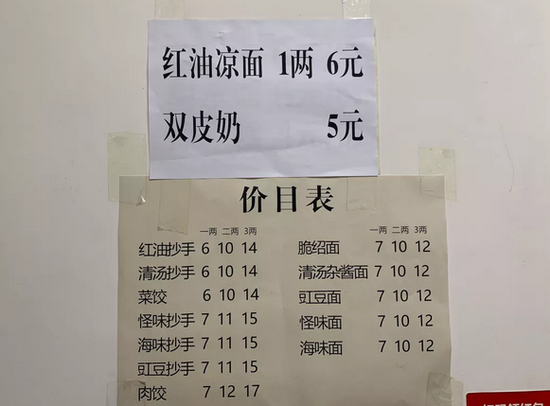 红油凉面 1两 6元
双皮奶 5元
价目表
一两 二两 3两
红油抄手 6 10 14
清汤抄手 6 10 14
菜饺 6 10 14
怪味抄手 7 11 15
海味抄手 7 11 15
豇豆抄手 7 11 15
肉饺 7 12 17
一两 二两 3两
脆绍面 7 10 12
清汤杂酱面 7 10 12
豇豆面 7 10 12
怪味面 7 10 12
海味面 7 10 12